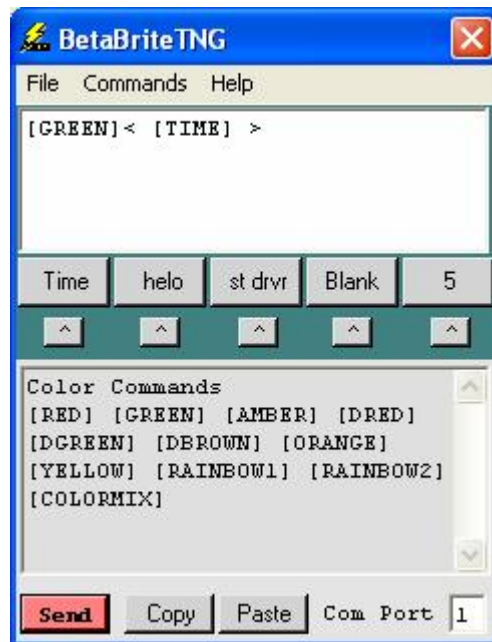 BetaBriteTNG
File Commands Help
[GREEN]< [TIME] >
Time helo st drvr Blank 5
^ ^ ^ ^ ^
Color Commands
[RED] [GREEN] [AMBER] [DRED]
[DGREEN] [DBROWN] [ORANGE]
[YELLOW] [RAINBOW1] [RAINBOW2]
[COLORMIX]
Send Copy Paste Com Port 1